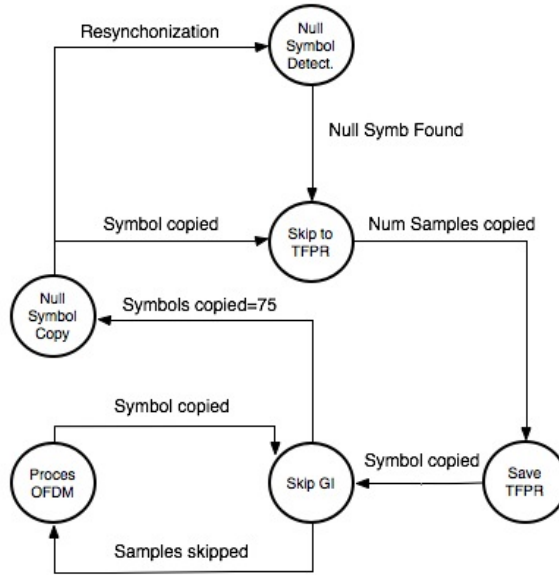 Resynchonization
Null
Symbol
Detect.
Null Symb Found
Symbol copied
Skip to
TFPR
Num Samples copied
Null
Symbol
Copy
Symbols copied=75
Symbol copied
Proces
OFDM
Skip GI
Symbol copied
Save
TFPR
Samples skipped